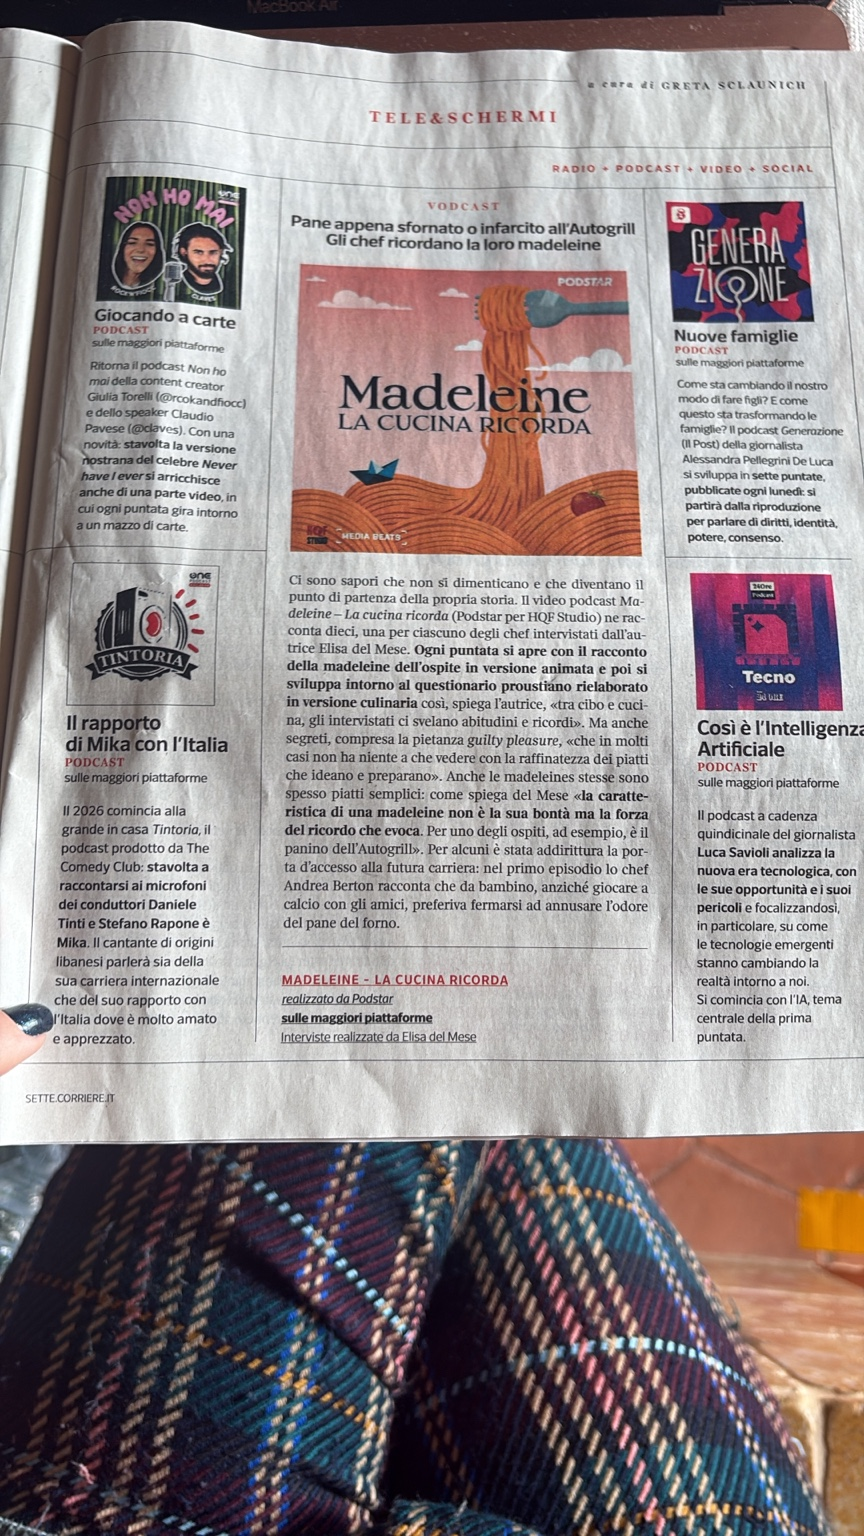 MacBook Air
a cura di GRETA SCLAUNICH
TELE&SCHERMI
RADIO + PODCAST + VIDEO + SOCIAL
NON HO MAI
ONE
ROCK'N'FIOCC
CLAVES
Giocando a carte
PODCAST
sulle maggiori piattaforme
Ritorna il podcast Non ho
mai della content creator
Giulia Torelli (@rcokandfiocc)
e dello speaker Claudio
Pavese (@claves). Con una
novità: stavolta la versione
nostrana del celebre Never
have I ever si arricchisce
anche di una parte video, in
cui ogni puntata gira intorno
a un mazzo di carte.
ONE
TINTORIA
Il rapporto
di Mika con l'Italia
PODCAST
sulle maggiori piattaforme
Il 2026 comincia alla
grande in casa Tintoria, il
podcast prodotto da The
Comedy Club: stavolta a
raccontarsi ai microfoni
dei conduttori Daniele
Tinti e Stefano Rapone è
Mika. Il cantante di origini
libanesi parlerà sia della
sua carriera internazionale
che del suo rapporto con
l'Italia dove è molto amato
e apprezzato.
VODCAST
Pane appena sfornato o infarcito all'Autogrill
Gli chef ricordano la loro madeleine
PODSTAR
Madeleine
LA CUCINA RICORDA
HQF
MEDIA BEATS
Ci sono sapori che non si dimenticano e che diventano il
punto di partenza della propria storia. Il video podcast Ma-
deleine – La cucina ricorda (Podstar per HQF Studio) ne rac-
conta dieci, una per ciascuno degli chef intervistati dall'au-
trice Elisa del Mese. Ogni puntata si apre con il racconto
della madeleine dell'ospite in versione animata e poi si
sviluppa intorno al questionario proustiano rielaborato
in versione culinaria così, spiega l'autrice, «tra cibo e cuci-
na, gli intervistati ci svelano abitudini e ricordi». Ma anche
segreti, compresa la pietanza guilty pleasure, «che in molti
casi non ha niente a che vedere con la raffinatezza dei piatti
che ideano e preparano». Anche le madeleines stesse sono
spesso piatti semplici: come spiega del Mese «la caratte-
ristica di una madeleine non è la sua bontà ma la forza
del ricordo che evoca. Per uno degli ospiti, ad esempio, è il
panino dell'Autogrill». Per alcuni è stata addirittura la por-
ta d'accesso alla futura carriera: nel primo episodio lo chef
Andrea Berton racconta che da bambino, anziché giocare a
calcio con gli amici, preferiva fermarsi ad annusare l'odore
del pane del forno.
MADELEINE - LA CUCINA RICORDA
realizzato da Podstar
sulle maggiori piattaforme
Interviste realizzate da Elisa del Mese
GENERA
ZIONE
Nuove famiglie
PODCAST
sulle maggiori piattaforme
Come sta cambiando il nostro
modo di fare figli? E come
questo sta trasformando le
famiglie? Il podcast Generazione
(Il Post) della giornalista
Alessandra Pellegrini De Luca
si sviluppa in sette puntate,
pubblicate ogni lunedì: si
partirà dalla riproduzione
per parlare di diritti, identità,
potere, consenso.
24Ore
Podcast
Tecno
24 ORE
Così è l'Intelligenza
Artificiale
PODCAST
sulle maggiori piattaforme
Il podcast a cadenza
quindicinale del giornalista
Luca Savioli analizza la
nuova era tecnologica, con
le sue opportunità e i suoi
pericoli e focalizzandosi,
in particolare, su come
le tecnologie emergenti
stanno cambiando la
realtà intorno a noi.
Si comincia con l'IA, tema
centrale della prima
puntata.
SETTE.CORRIERE.IT